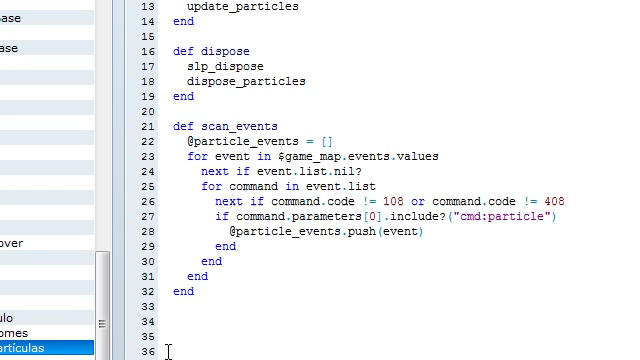 13 update_particles
14 end
Base
15
16 def dispose
ase
17 slp_dispose
18 dispose_particles
19 end
20
21 def scan_events
22 @particle_events = []
23 for event in $game_map.events.values
24 next if event.list.nil?
25 for command in event.list
26 next if command.code != 108 or command.code != 408
27 if command.parameters[0].include?("cmd:particle")
28 @particle_events.push(event)
over
29 end
30 end
31 end
32 end
33
ulo
34
omes
35
artículas
36